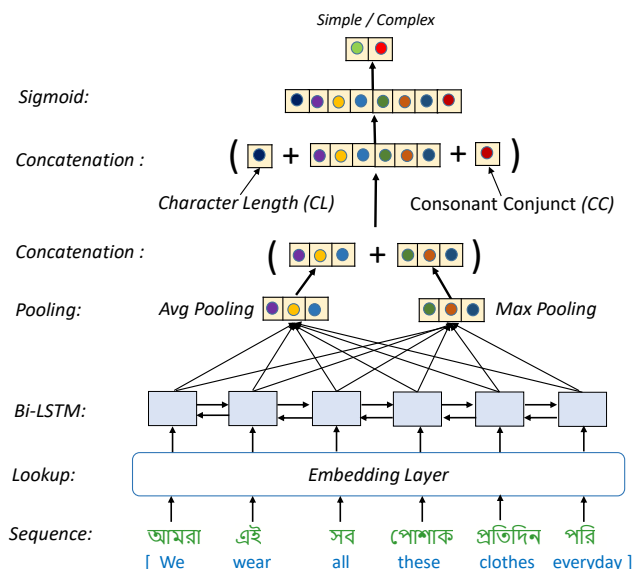 Simple / Complex
Sigmoid:
Concatenation : ( + + )
Character Length (CL) Consonant Conjunct (CC)
Concatenation : ( + )
Pooling: Avg Pooling Max Pooling
Bi-LSTM:
Lookup: Embedding Layer
Sequence: আমরা এই সব পোশাক প্রতিদিন পরি
[ We wear all these clothes everyday ]